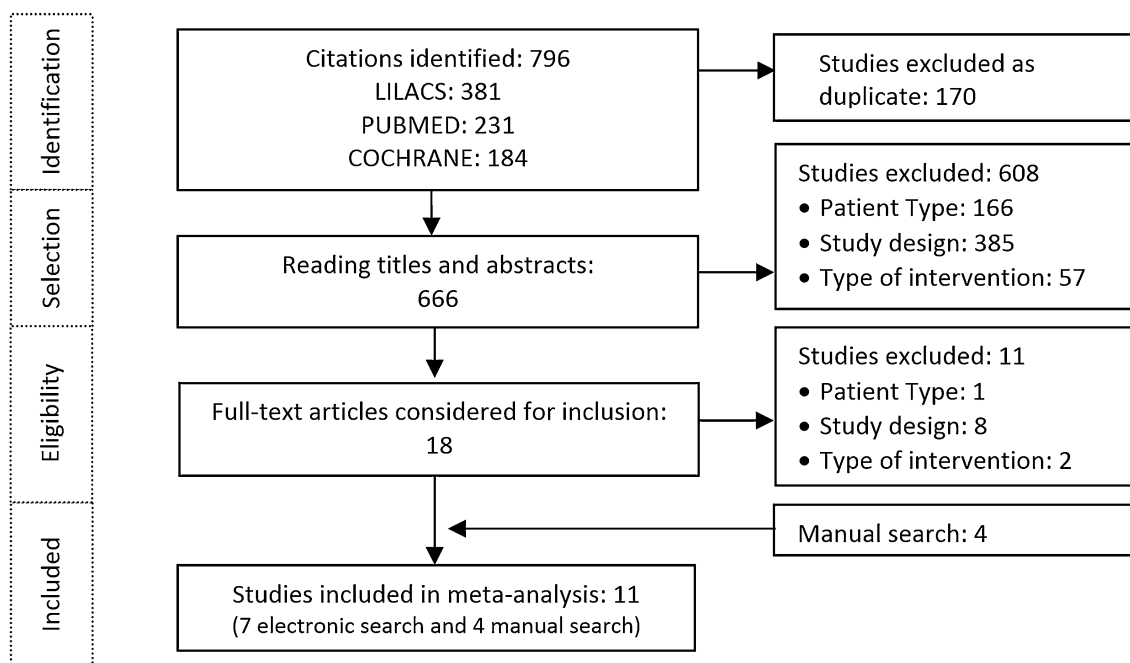 Identification
Citations identified: 796
LILACS: 381
PUBMED: 231
COCHRANE: 184
Studies excluded as
duplicate: 170
Selection
Reading titles and abstracts:
666
Studies excluded: 608
• Patient Type: 166
• Study design: 385
• Type of intervention: 57
Eligibility
Full-text articles considered for inclusion:
18
Studies excluded: 11
• Patient Type: 1
• Study design: 8
• Type of intervention: 2
Included
Manual search: 4
Studies included in meta-analysis: 11
(7 electronic search and 4 manual search)